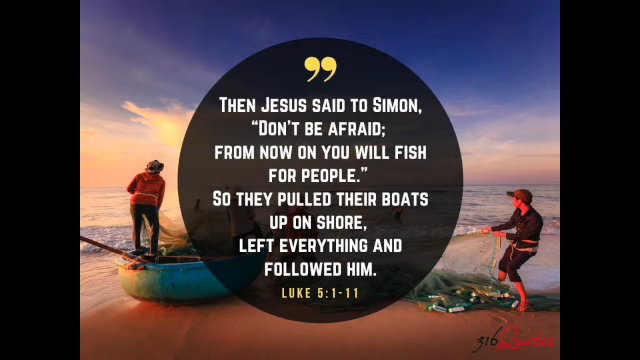 Then Jesus said to Simon,
“Don’t be afraid;
from now on you will fish
for people.”
So they pulled their boats
up on shore,
left everything and
followed him.
Luke 5:1-11
316Quotes